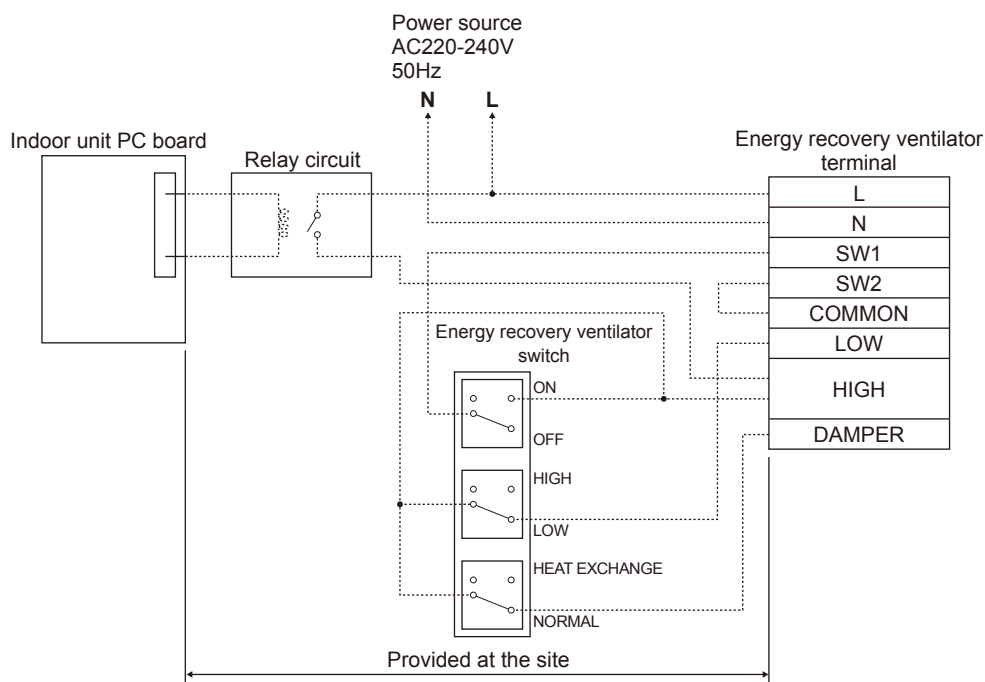 Power source
AC220-240V
50Hz
N L
Indoor unit PC board
Relay circuit
Energy recovery ventilator
terminal
L
N
SW1
SW2
COMMON
LOW
HIGH
DAMPER
Energy recovery ventilator
switch
ON
OFF
HIGH
LOW
HEAT EXCHANGE
NORMAL
Provided at the site